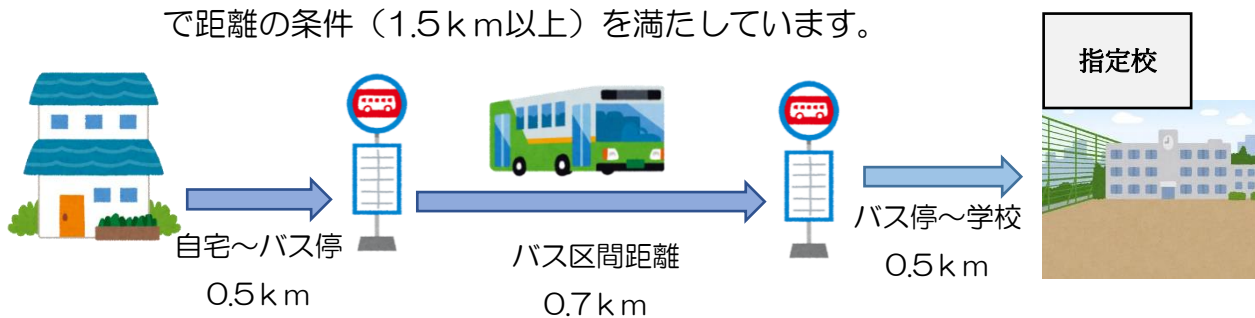 で距離の条件（1.5ｋｍ以上）を満たしています。
指定校
自宅～バス停
0.5ｋｍ
バス区間距離
0.7ｋｍ
バス停～学校
0.5ｋｍ